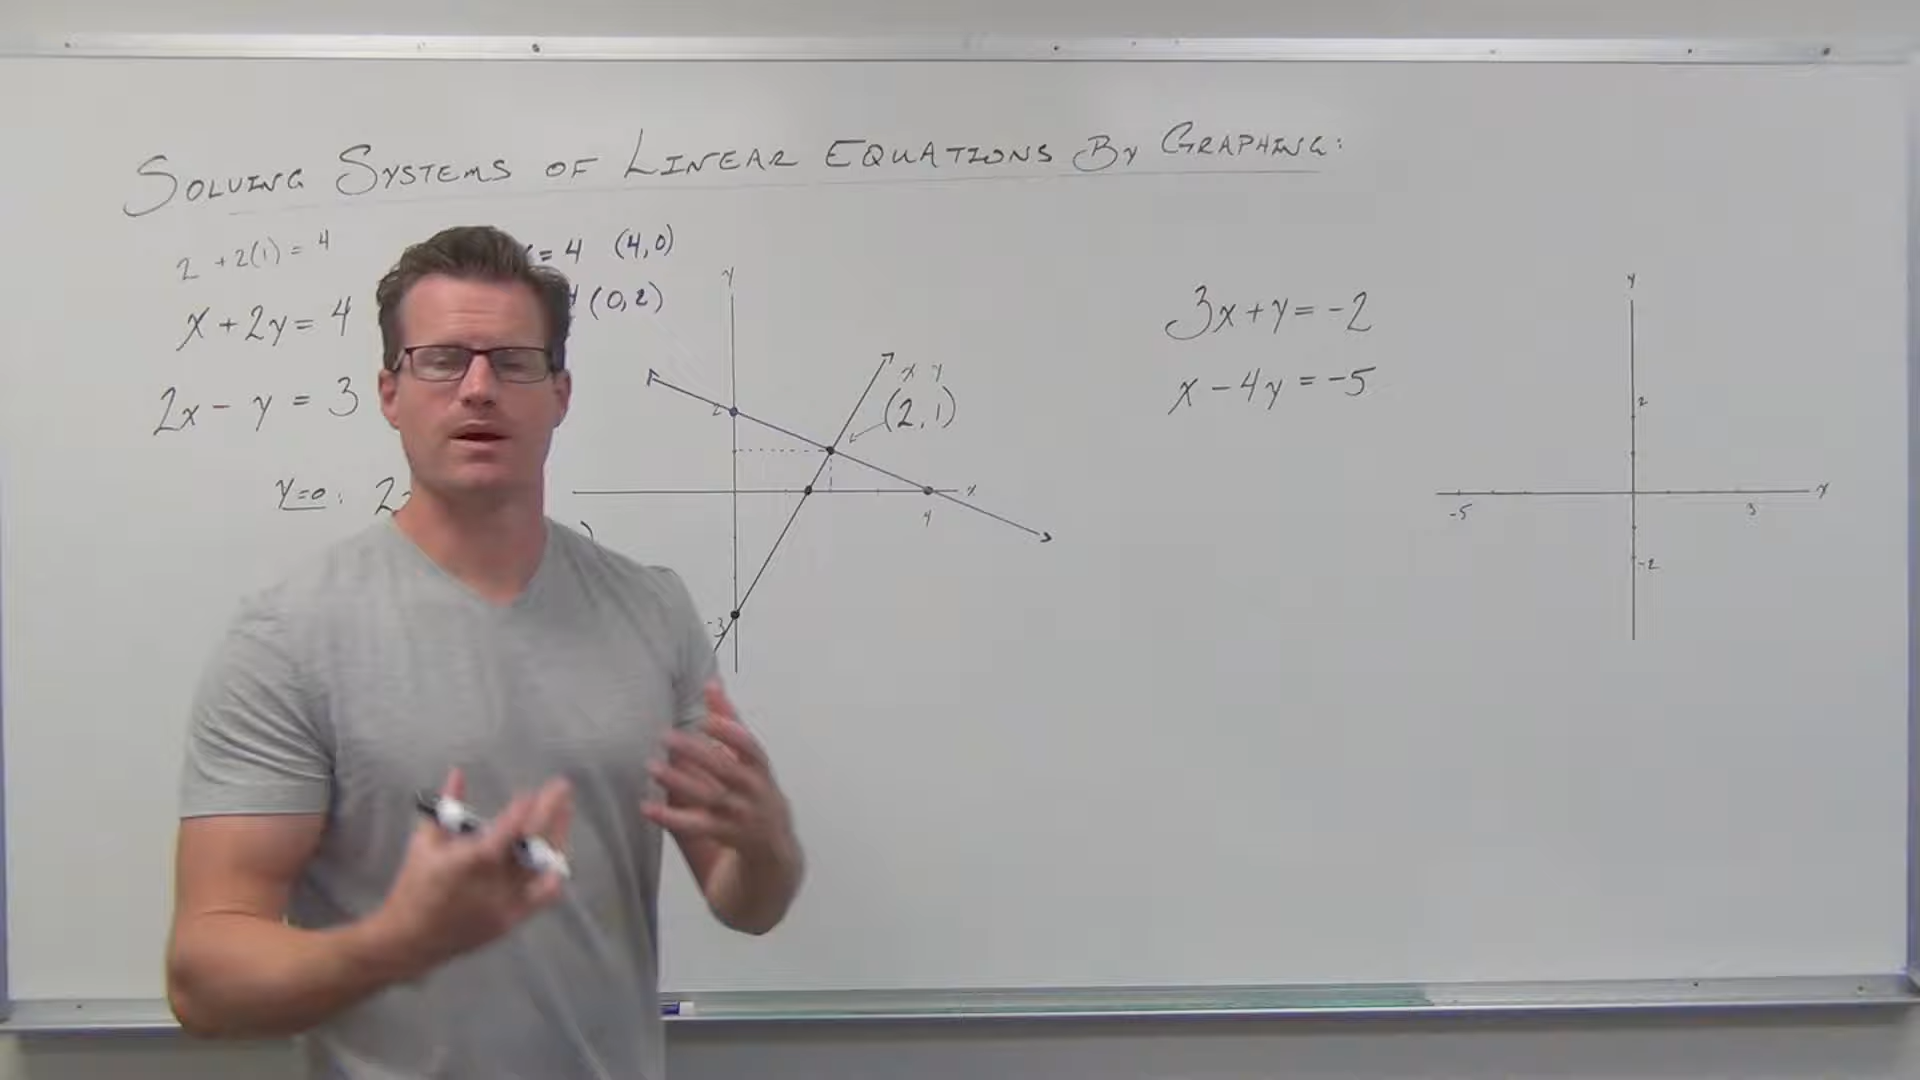 SOLVING SYSTEMS OF LINEAR EQUATIONS BY GRAPHING:
2 + 2(1) = 4
= 4 (4,0)
(0,2)
x + 2y = 4
2x - y = 3
y=0: 2
y
2
x y
(2,1)
x
4
-3
3x + y = -2
x - 4y = -5
y
2
x
-5
3
-2